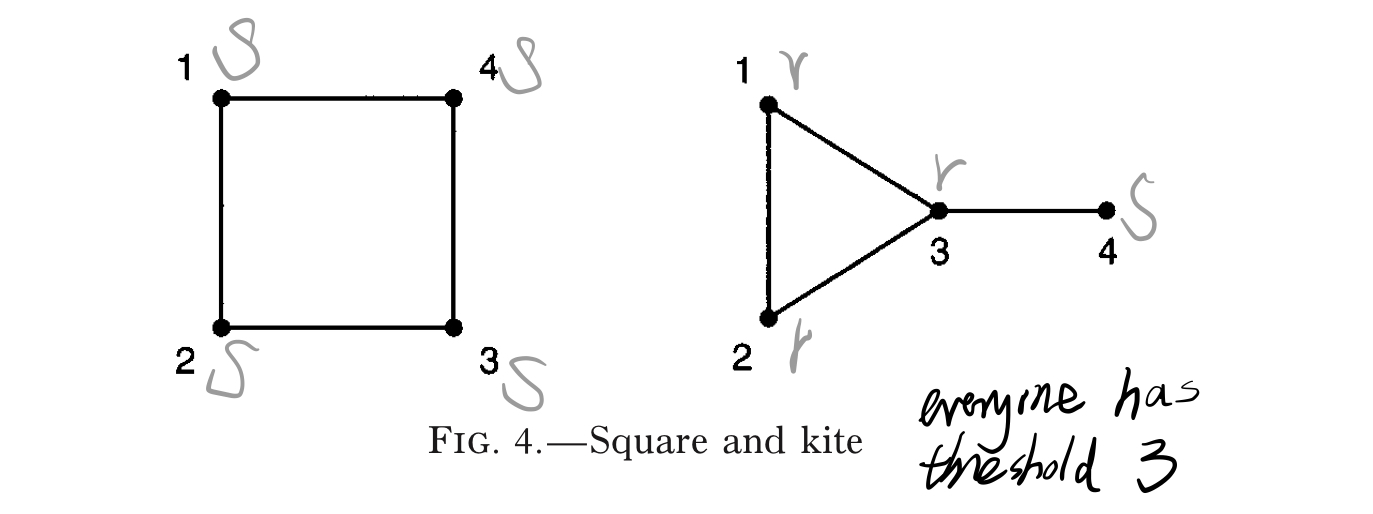 1 S
4 S
2 S
3 S
1 r
r
3
4 S
2 r
FIG. 4.—Square and kite
everyone has
threshold 3